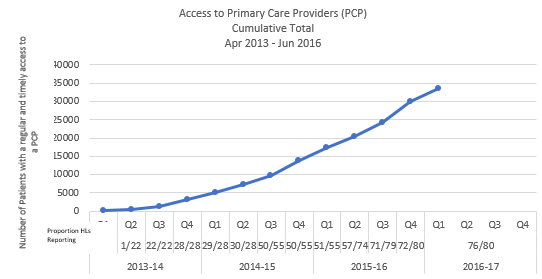 Access to Primary Care Providers (PCP)
Cumulative Total
Apr 2013 - Jun 2016
Number of Patients with a regular and timely access to
a PCP
0000
35000
30000
25000
20000
15000
10000
5000
0
Q2 Q3 Q4 Q1 Q2 Q3 Q4 Q1 Q2 Q3 Q4 Q1 Q2 Q3 Q4
Proportion HLs
Reporting
1/22 22/22 28/28 29/28 30/28 50/55 50/55 51/55 57/74 71/79 72/80 76/80
2013-14 2014-15 2015-16 2016-17